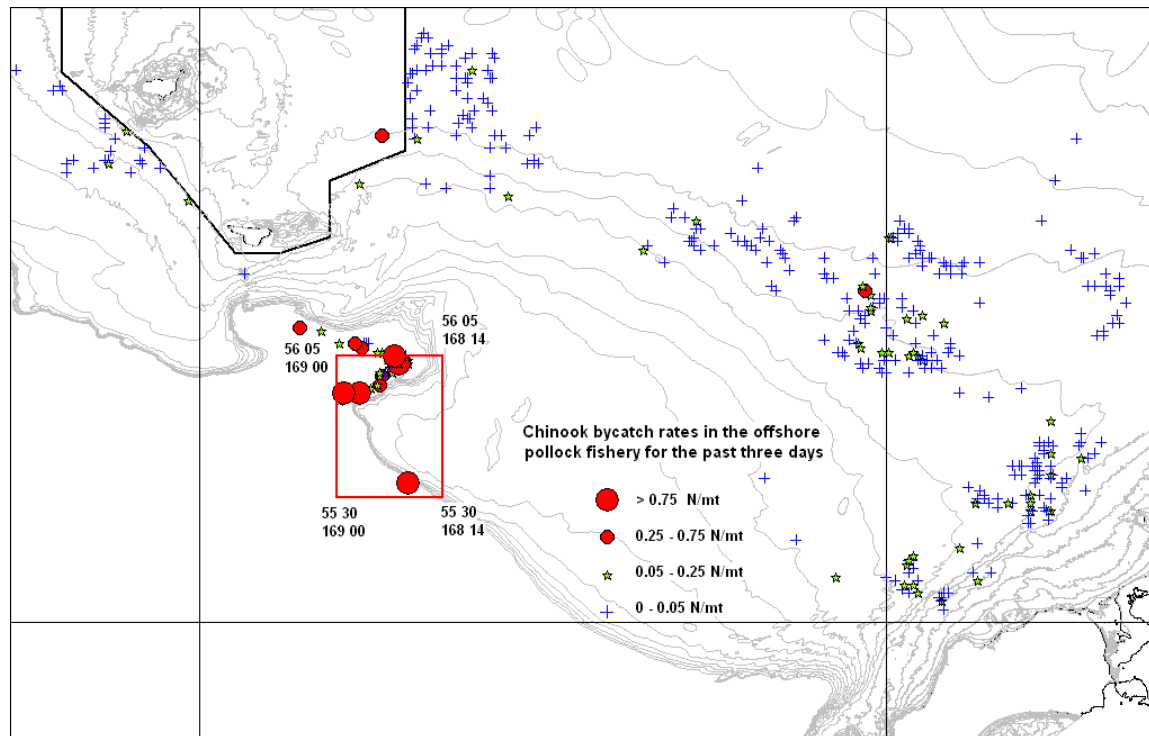 56 05
168 14
56 05
169 00
Chinook bycatch rates in the offshore
pollock fishery for the past three days
> 0.75 N/mt
55 30
169 00
55 30
168 14
0.25 - 0.75 N/mt
0.05 - 0.25 N/mt
0 - 0.05 N/mt